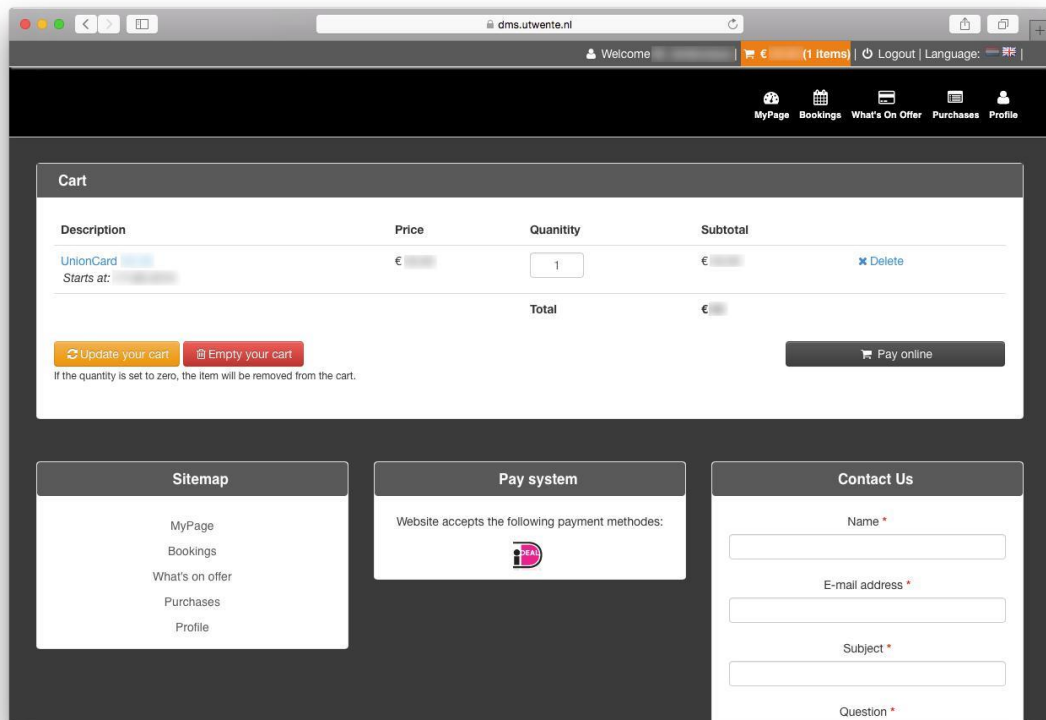 dms.utwente.nl
Welcome | € (1 items) | Logout | Language: |
MyPage Bookings What's On Offer Purchases Profile
Cart
Description Price Quanitity Subtotal
UnionCard € 1 € Delete
Starts at:
Total €
Update your cart Empty your cart Pay online
If the quantity is set to zero, the item will be removed from the cart.
Sitemap
MyPage
Bookings
What's on offer
Purchases
Profile
Pay system
Website accepts the following payment methodes:
iDEAL
Contact Us
Name *
E-mail address *
Subject *
Question *